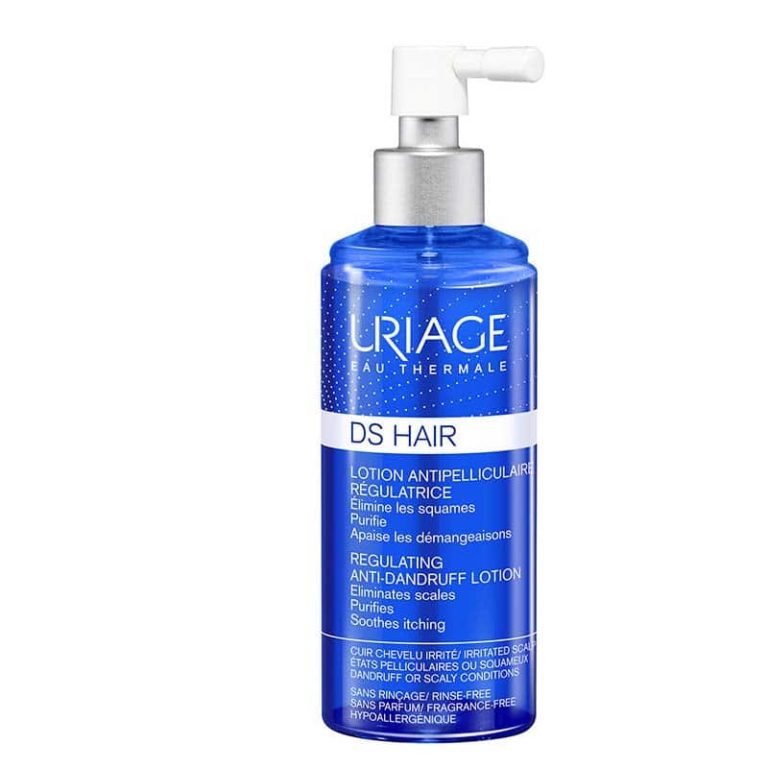 URIAGE
EAU THERMALE
DS HAIR
LOTION ANTIPELLICULAIRE
RÉGULATRICE
Élimine les squames
Purifie
Apaise les démangeaisons
REGULATING
ANTI-DANDRUFF LOTION
Eliminates scales
Purifies
Soothes itching
CUIR CHEVELU IRRITÉ/ IRRITATED SCALP
ÉTATS PELLICULAIRES OU SQUAMEUX
DANDRUFF OR SCALY CONDITIONS
SANS RINÇAGE/ RINSE-FREE
SANS PARFUM/ FRAGRANCE-FREE
HYPOALLERGÉNIQUE